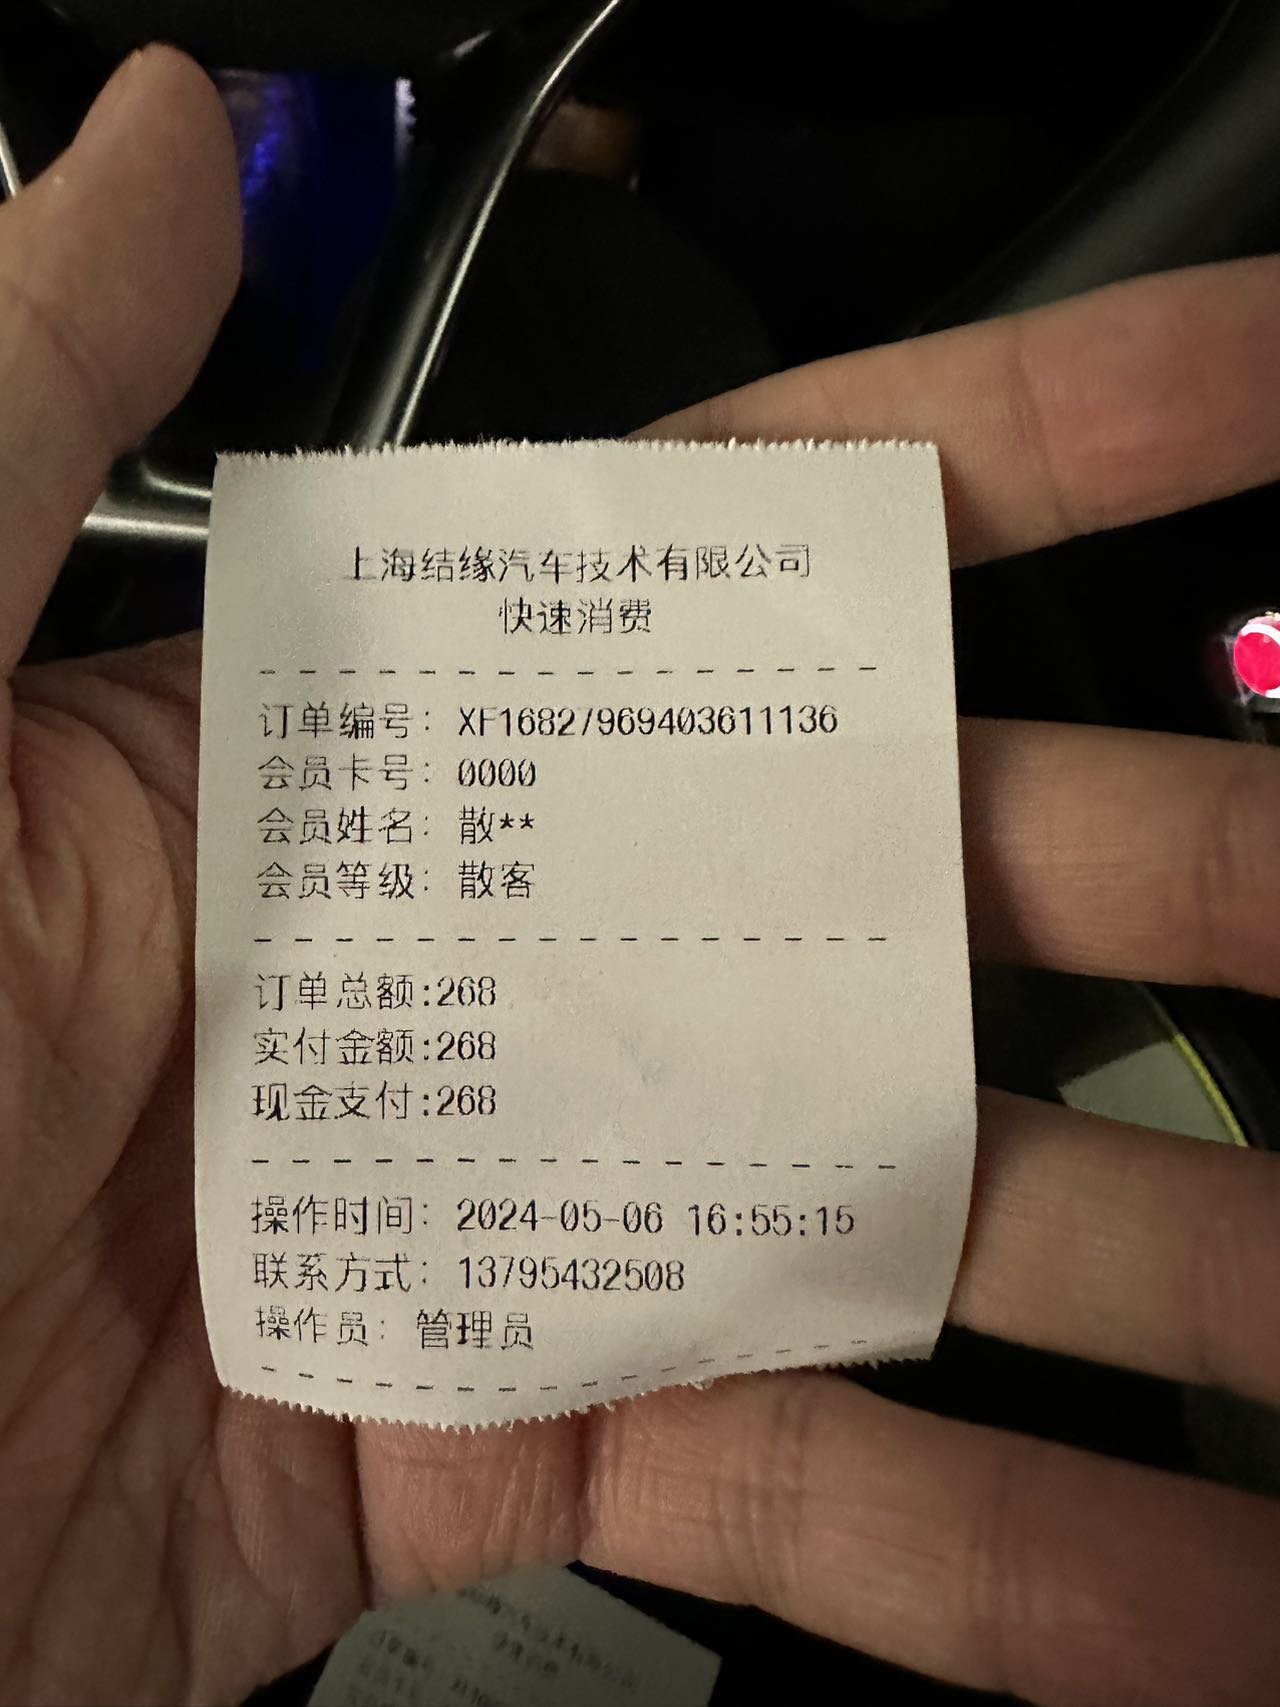 上海结缘汽车技术有限公司
快速消费
订单编号: XF1682796940361136
会员卡号: 0000
会员姓名: 散**
会员等级: 散客
订单总额:268
实付金额:268
现金支付:268
操作时间: 2024-05-06 16:55:15
联系方式: 13795432508
操作员: 管理员